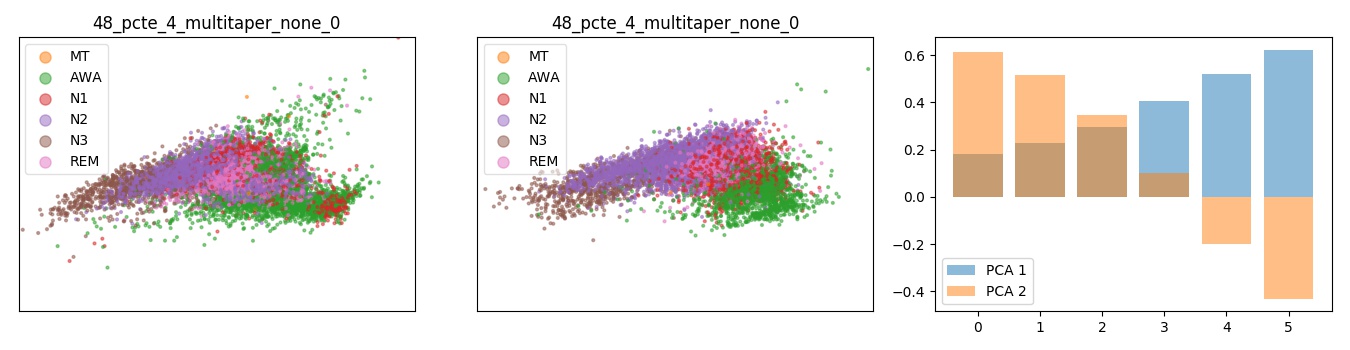 48_pcte_4_multitaper_none_0
MT
AWA
N1
N2
N3
REM
48_pcte_4_multitaper_none_0
MT
AWA
N1
N2
N3
REM
0.6
0.4
0.2
0.0
−0.2
−0.4
PCA 1
PCA 2
0 1 2 3 4 5